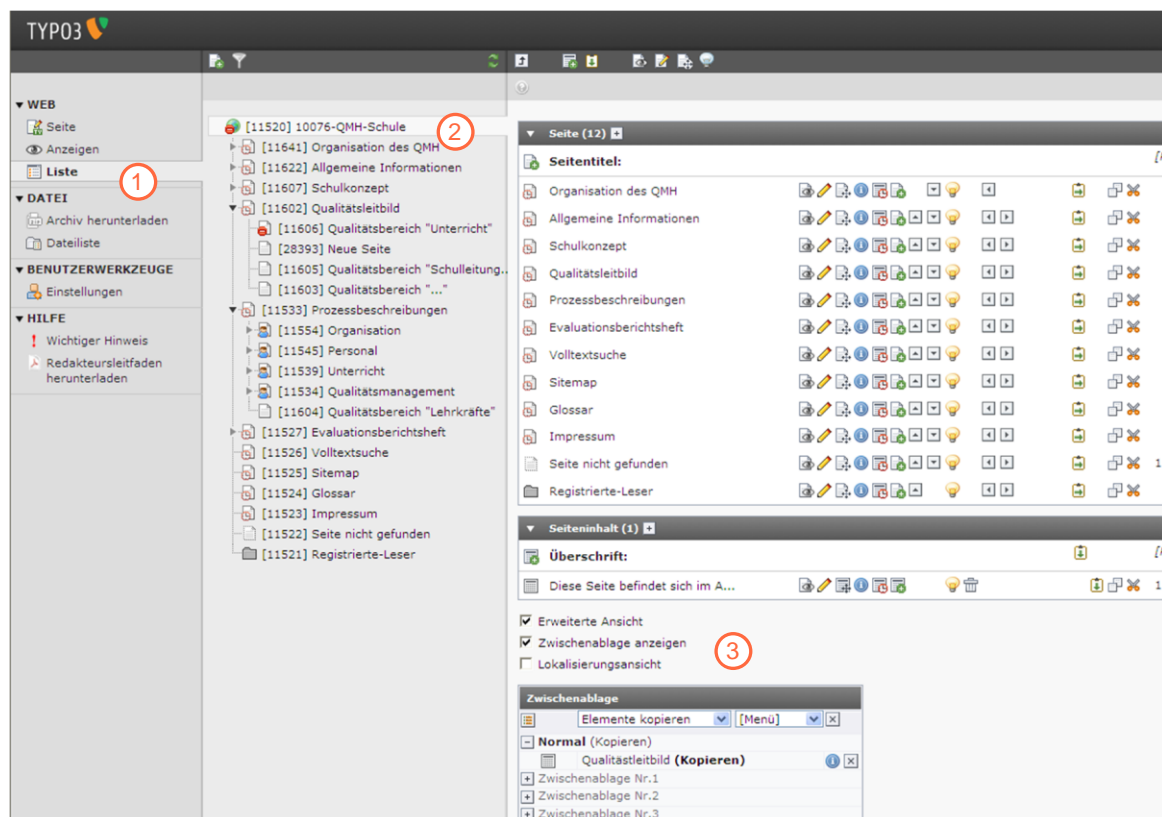 TYPO3
WEB
Seite
Anzeigen
Liste
1
DATEI
Archiv herunterladen
Dateiliste
BENUTZERWERKZEUGE
Einstellungen
HILFE
Wichtiger Hinweis
Redakteursleitfaden
herunterladen
[11520] 10076-QMH-Schule
2
[11641] Organisation des QMH
[11622] Allgemeine Informationen
[11607] Schulkonzept
[11602] Qualitätsleitbild
[11606] Qualitätsbereich "Unterricht"
[28393] Neue Seite
[11605] Qualitätsbereich "Schulleitung..
[11603] Qualitätsbereich "..."
[11533] Prozessbeschreibungen
[11554] Organisation
[11545] Personal
[11539] Unterricht
[11534] Qualitätsmanagement
[11604] Qualitätsbereich "Lehrkräfte"
[11527] Evaluationsberichtsheft
[11526] Volltextsuche
[11525] Sitemap
[11524] Glossar
[11523] Impressum
[11522] Seite nicht gefunden
[11521] Registrierte-Leser
Seite (12)
Seitentitel:
Organisation des QMH
Allgemeine Informationen
Schulkonzept
Qualitätsleitbild
Prozessbeschreibungen
Evaluationsberichtsheft
Volltextsuche
Sitemap
Glossar
Impressum
Seite nicht gefunden 1
Registrierte-Leser
Seiteninhalt (1)
Überschrift:
Diese Seite befindet sich im A... 1
Erweiterte Ansicht
Zwischenablage anzeigen
3
Lokalisierungsansicht
Zwischenablage
Elemente kopieren [Menü]
Normal (Kopieren)
Qualitästleitbild (Kopieren)
Zwischenablage Nr.1
Zwischenablage Nr.2
Zwischenablage Nr.3